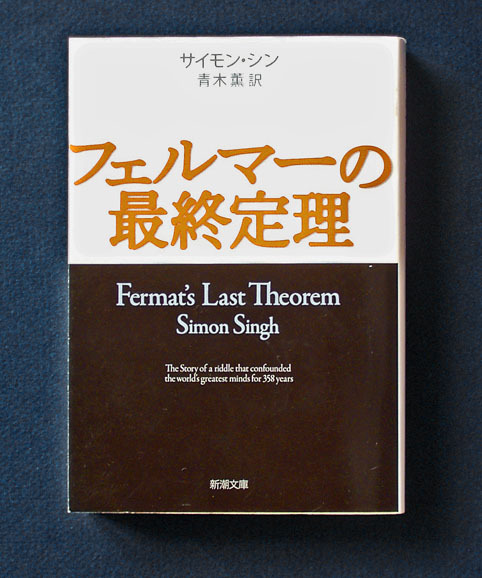 サイモン・シン
青木薫 訳
フェルマーの
最終定理
Fermat's Last Theorem
Simon Singh
The Story of a riddle that confounded
the world's greatest minds for 358 years
新潮文庫